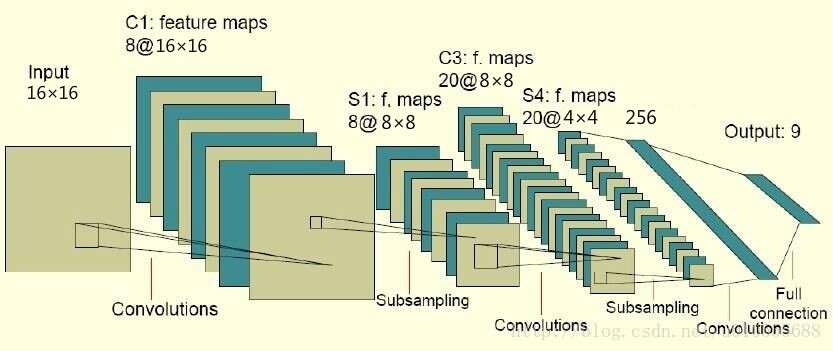 C1: feature maps
8@16×16
Input
16×16
S1: f, maps
8@ 8×8
C3: f. maps
20@8×8
S4: f. maps
20@4×4
256
Output: 9
Convolutions
Subsampling
Convolutions
Subsampling
Convolutions
Full
connection